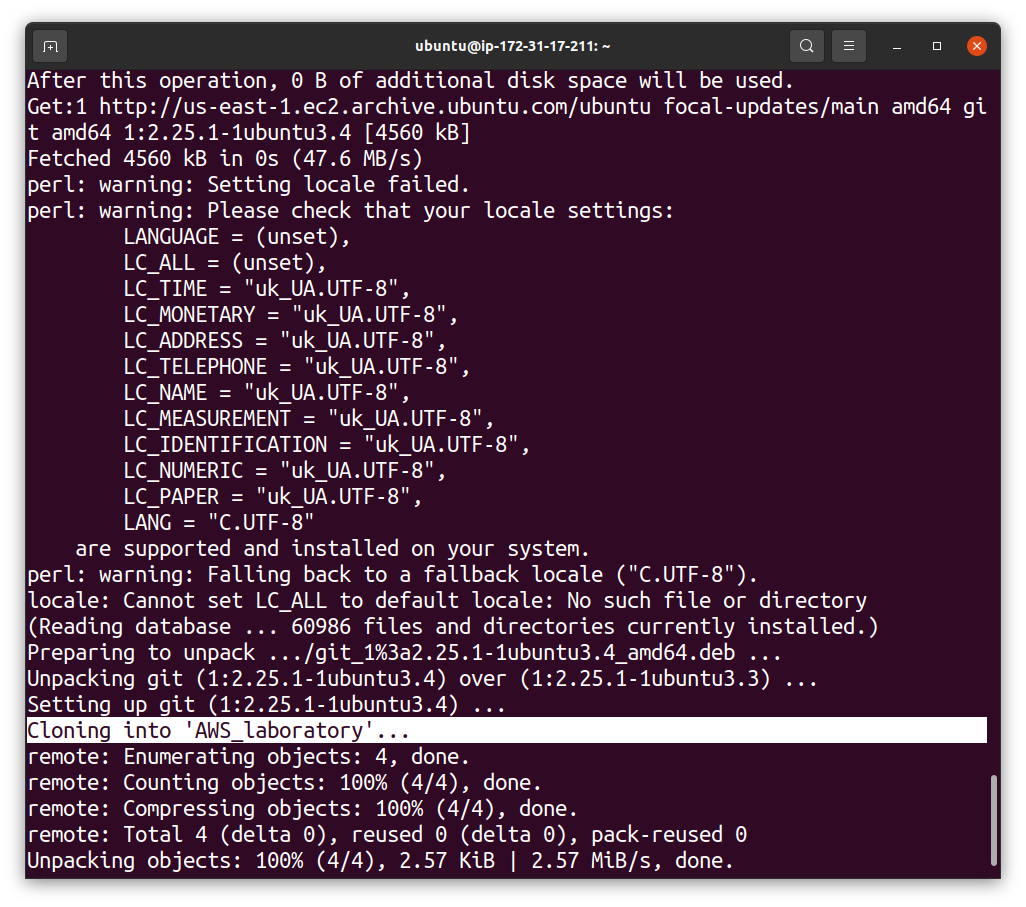 ubuntu@ip-172-31-17-211: ~
After this operation, 0 B of additional disk space will be used.
Get:1 http://us-east-1.ec2.archive.ubuntu.com/ubuntu focal-updates/main amd64 gi
t amd64 1:2.25.1-1ubuntu3.4 [4560 kB]
Fetched 4560 kB in 0s (47.6 MB/s)
perl: warning: Setting locale failed.
perl: warning: Please check that your locale settings:
        LANGUAGE = (unset),
        LC_ALL = (unset),
        LC_TIME = "uk_UA.UTF-8",
        LC_MONETARY = "uk_UA.UTF-8",
        LC_ADDRESS = "uk_UA.UTF-8",
        LC_TELEPHONE = "uk_UA.UTF-8",
        LC_NAME = "uk_UA.UTF-8",
        LC_MEASUREMENT = "uk_UA.UTF-8",
        LC_IDENTIFICATION = "uk_UA.UTF-8",
        LC_NUMERIC = "uk_UA.UTF-8",
        LC_PAPER = "uk_UA.UTF-8",
        LANG = "C.UTF-8"
    are supported and installed on your system.
perl: warning: Falling back to a fallback locale ("C.UTF-8").
locale: Cannot set LC_ALL to default locale: No such file or directory
(Reading database ... 60986 files and directories currently installed.)
Preparing to unpack .../git_1%3a2.25.1-1ubuntu3.4_amd64.deb ...
Unpacking git (1:2.25.1-1ubuntu3.4) over (1:2.25.1-1ubuntu3.3) ...
Setting up git (1:2.25.1-1ubuntu3.4) ...
Cloning into 'AWS_laboratory'...
remote: Enumerating objects: 4, done.
remote: Counting objects: 100% (4/4), done.
remote: Compressing objects: 100% (4/4), done.
remote: Total 4 (delta 0), reused 0 (delta 0), pack-reused 0
Unpacking objects: 100% (4/4), 2.57 KiB | 2.57 MiB/s, done.